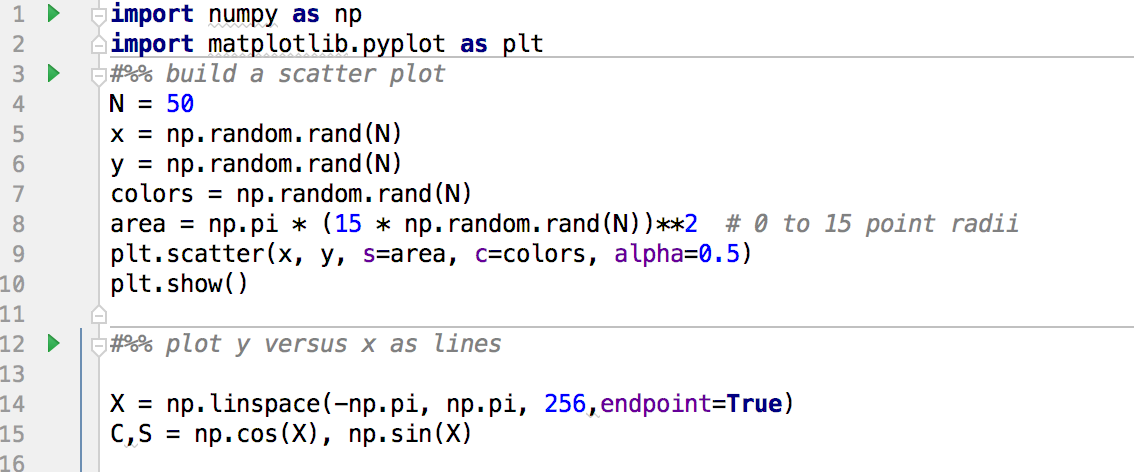 1 import numpy as np
2 import matplotlib.pyplot as plt
3 #%% build a scatter plot
4 N = 50
5 x = np.random.rand(N)
6 y = np.random.rand(N)
7 colors = np.random.rand(N)
8 area = np.pi * (15 * np.random.rand(N))**2  # 0 to 15 point radii
9 plt.scatter(x, y, s=area, c=colors, alpha=0.5)
10 plt.show()
11
12 #%% plot y versus x as lines
13
14 X = np.linspace(-np.pi, np.pi, 256,endpoint=True)
15 C,S = np.cos(X), np.sin(X)
16